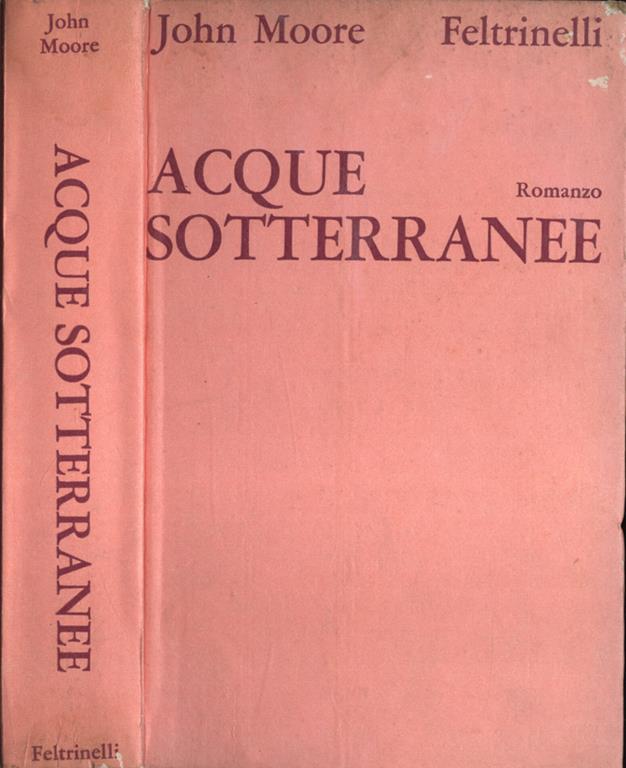 John
Moore
ACQUE SOTTERRANEE
Feltrinelli
John Moore Feltrinelli
ACQUE
Romanzo
SOTTERRANEE